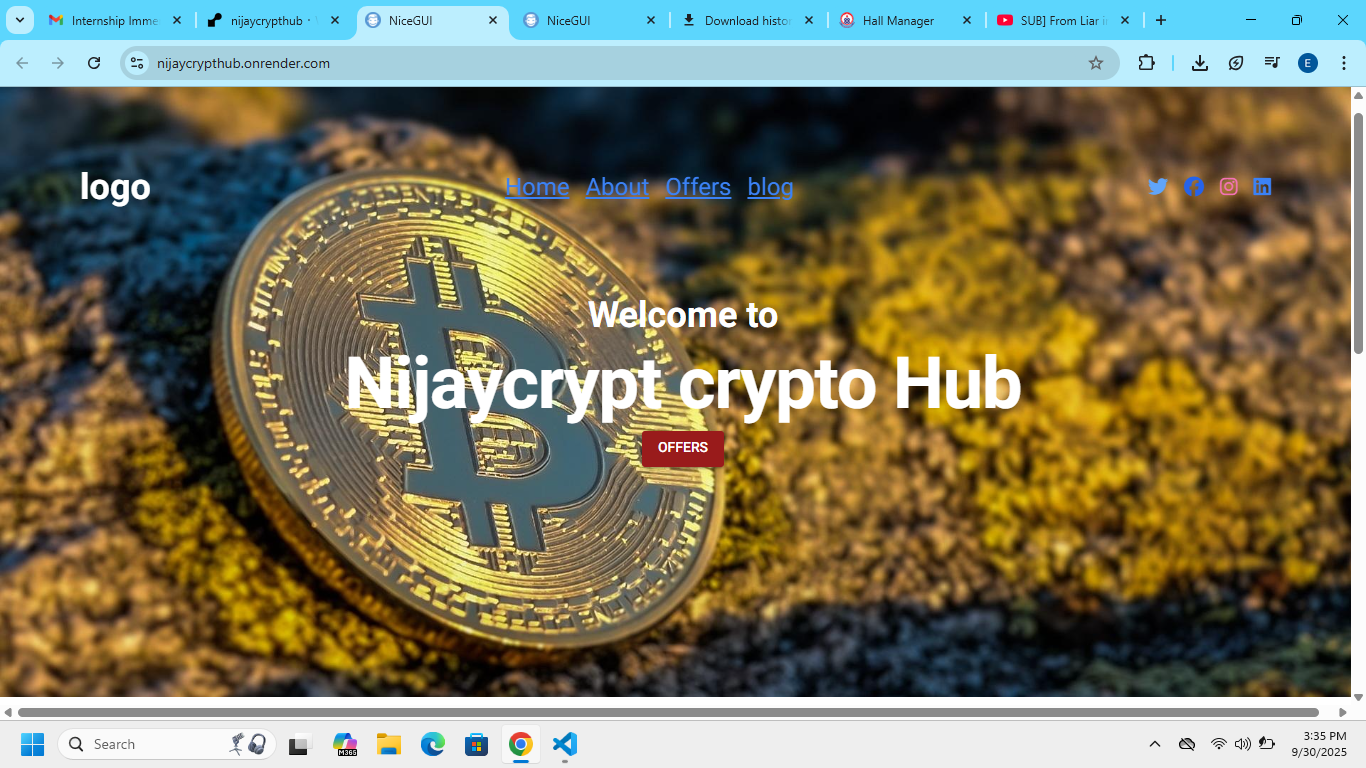 Internship Imme
nijaycrypthub ·
NiceGUI
NiceGUI
Download histor
Hall Manager
SUB] From Liar i
nijaycrypthub.onrender.com
E
logo
Home About Offers blog
Welcome to
Nijaycrypt crypto Hub
OFFERS
Search
M365
3:35 PM
9/30/2025